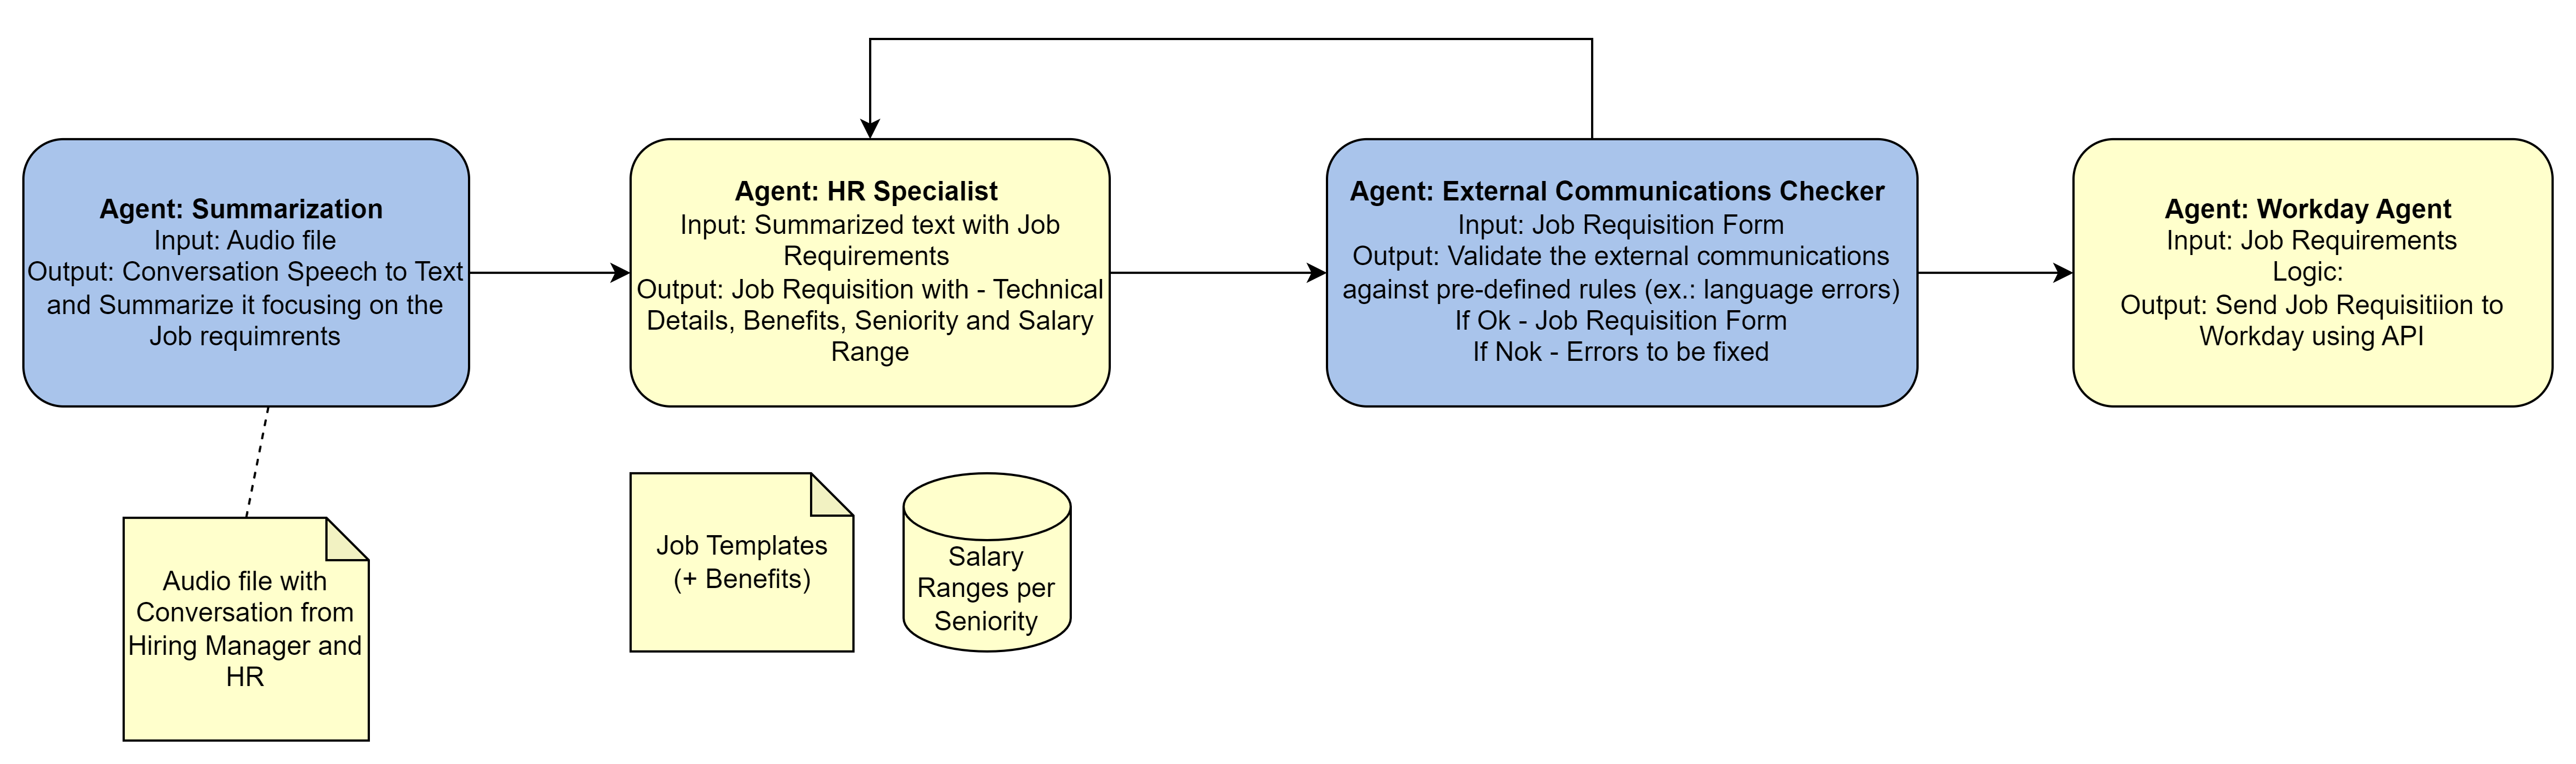 Agent: Summarization
Input: Audio file
Output: Conversation Speech to Text
and Summarize it focusing on the
Job requimrents
Agent: HR Specialist
Input: Summarized text with Job
Requirements
Output: Job Requisition with - Technical
Details, Benefits, Seniority and Salary
Range
Agent: External Communications Checker
Input: Job Requisition Form
Output: Validate the external communications
against pre-defined rules (ex.: language errors)
If Ok - Job Requisition Form
If Nok - Errors to be fixed
Agent: Workday Agent
Input: Job Requirements
Logic:
Output: Send Job Requisitiion to
Workday using API
Audio file with
Conversation from
Hiring Manager and
HR
Job Templates
(+ Benefits)
Salary
Ranges per
Seniority